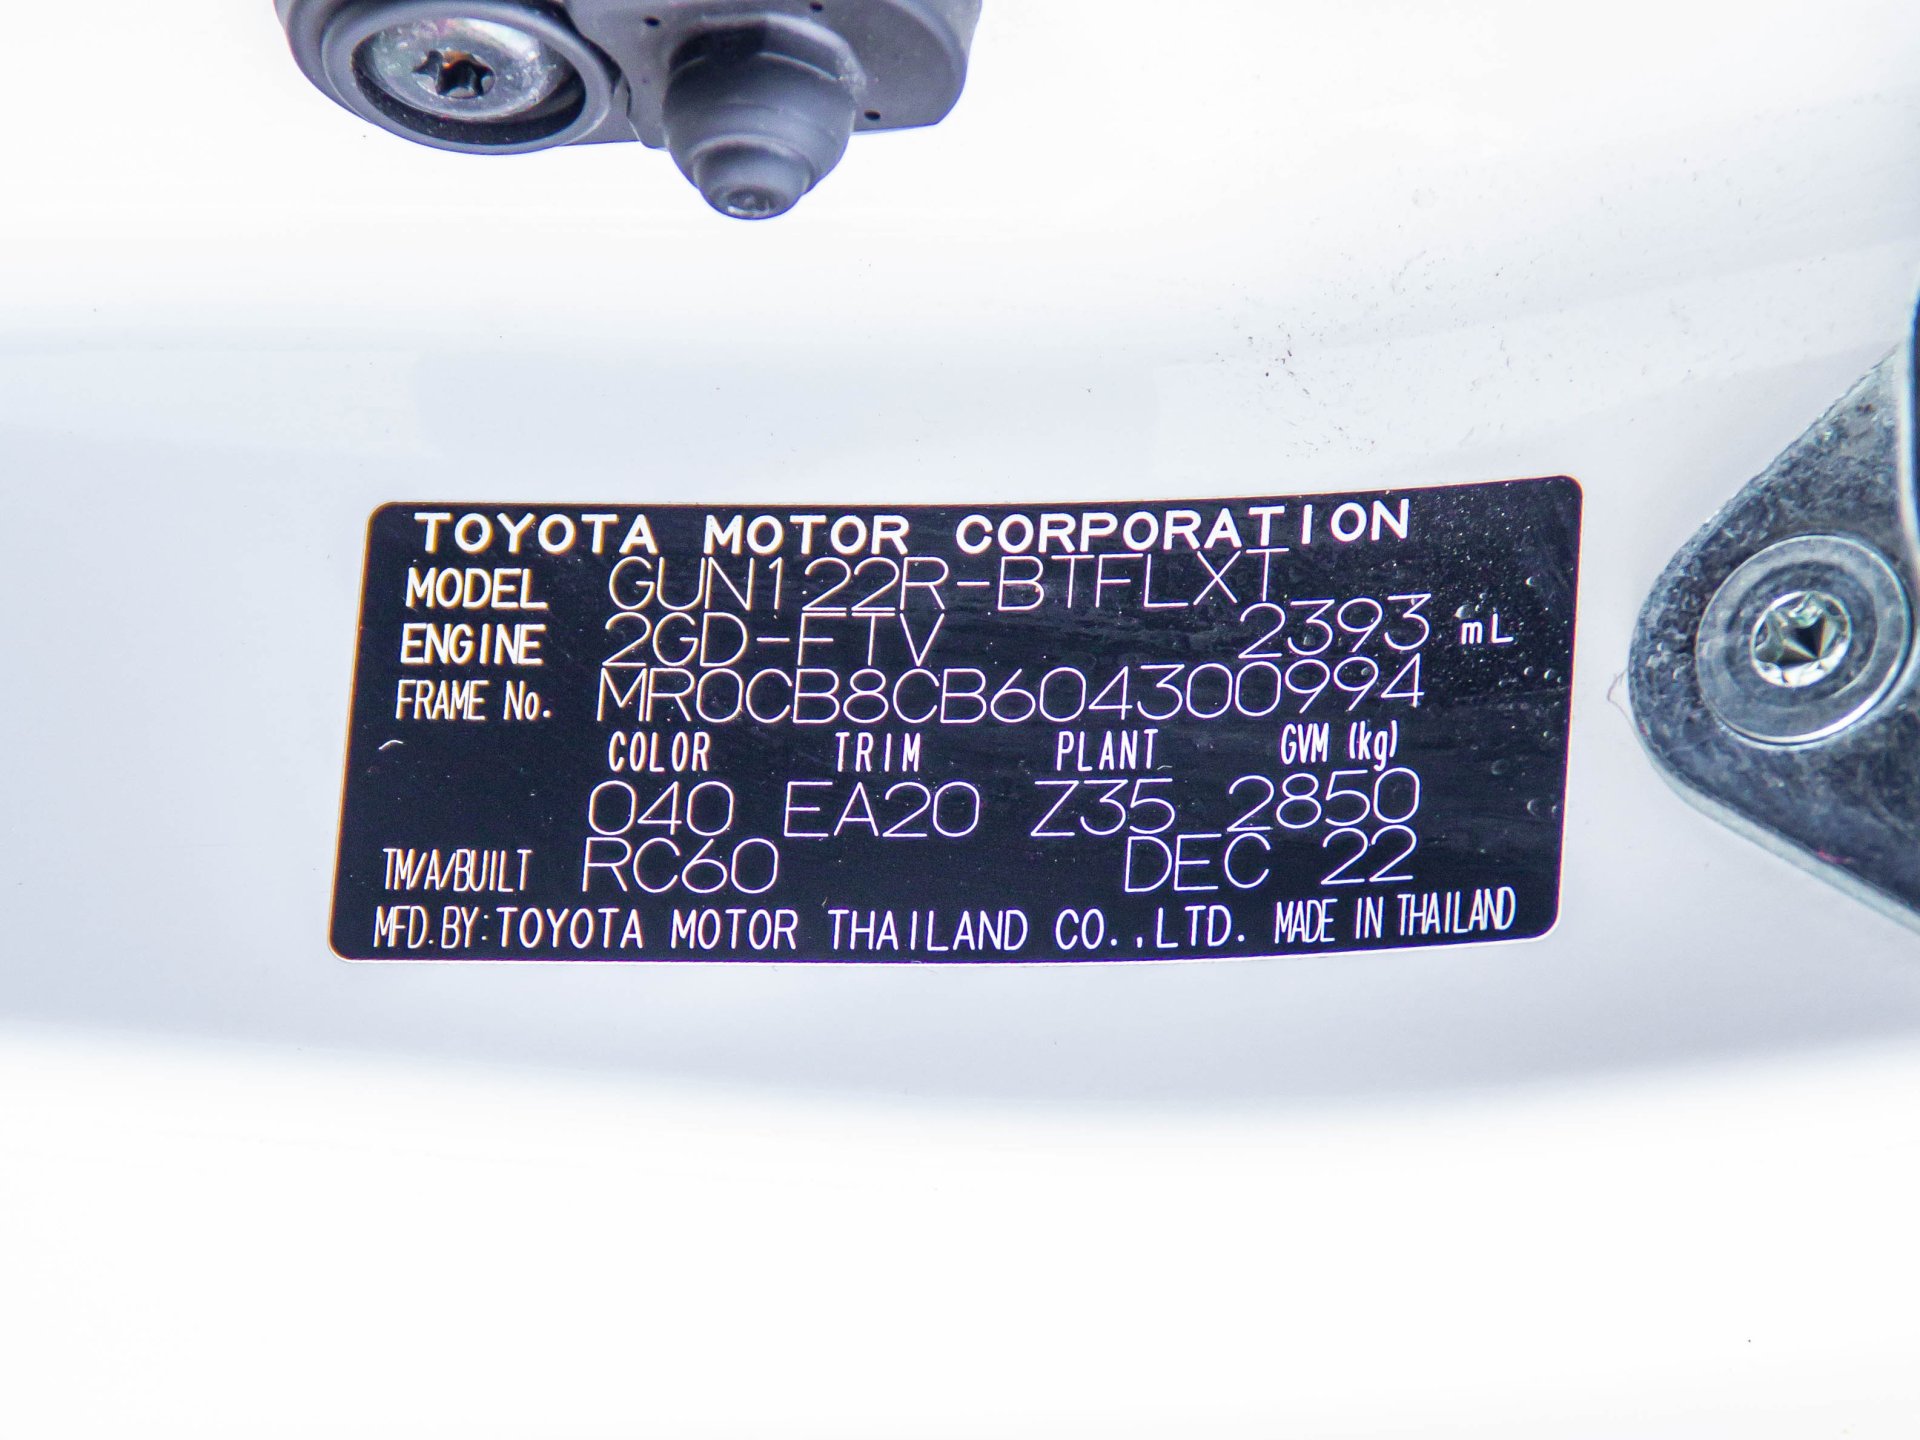 TOYOTA MOTOR CORPORATION
MODEL GUN122R-BTFLXT
ENGINE 2GD-FTV 2393 mL
FRAME No. MR0CB8CB604300994
COLOR TRIM PLANT GVM (kg)
040 EA20 Z35 2850
TM/A/BUILT RC60 DEC 22
MFD. BY: TOYOTA MOTOR THAILAND CO.,LTD. MADE IN THAILAND